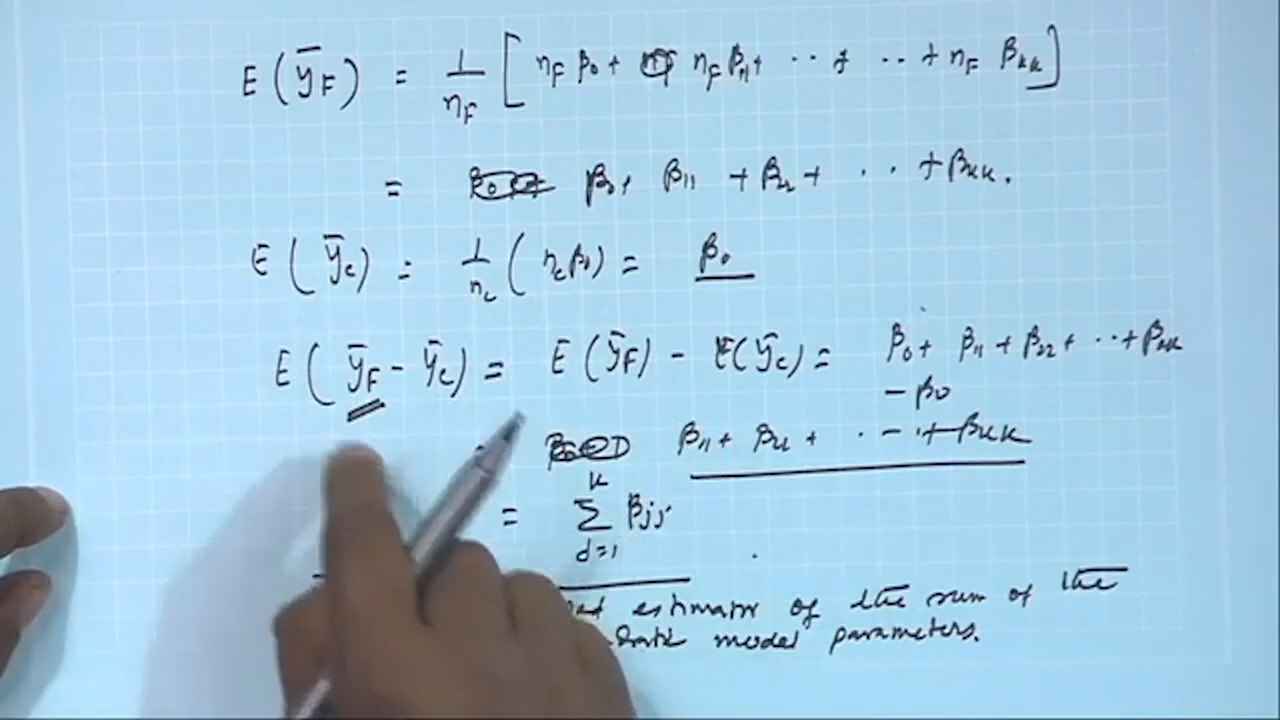 E(ȳF) = 1/nF [nF β0 + nF β11 + ·· + ·· + nF βkk]
= β0 + β11 + β22 + ·· + βkk.
E(ȳc) = 1/nc (nc β0) = β0
E(ȳF - ȳc) = E(ȳF) - E(ȳc) = β0 + β11 + β22 + ·· + βkk
- β0
β11 + β22 + ·-· + βkk
= Σ_{j=1}^{k} βjj
estimator of the sum of the
model parameters.